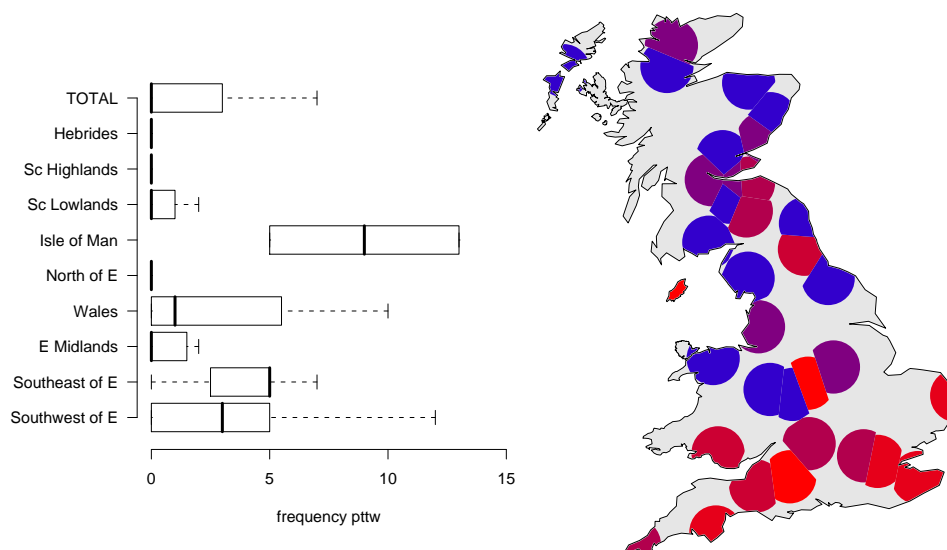 TOTAL
Hebrides
Sc Highlands
Sc Lowlands
Isle of Man
North of E
Wales
E Midlands
Southeast of E
Southwest of E
0 5 10 15
frequency pttw